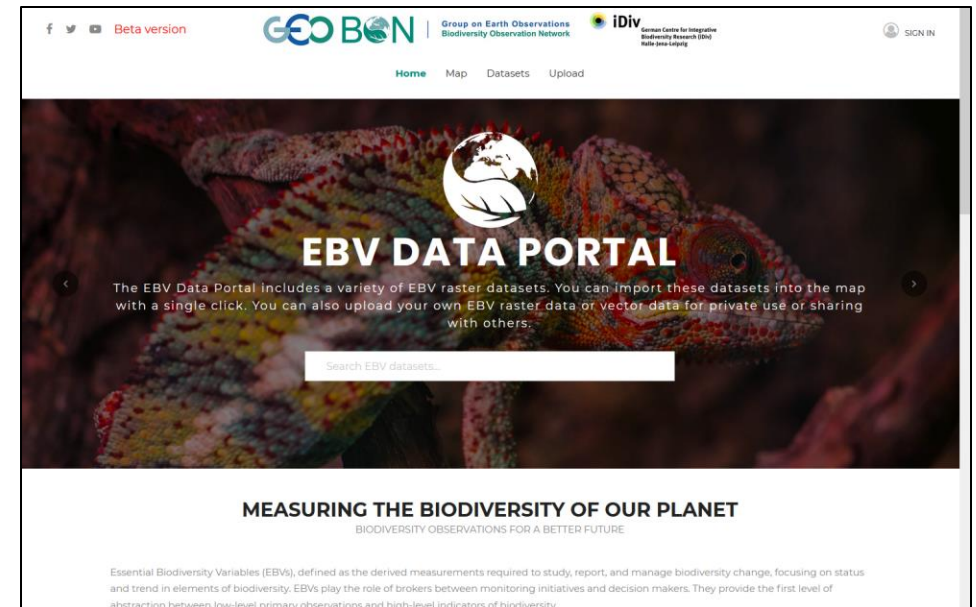 Beta version
GEO BON
Group on Earth Observations
Biodiversity Observation Network
iDiv
German Centre for Integrative
Biodiversity Research (iDiv)
Halle-Jena-Leipzig
SIGN IN
Home Map Datasets Upload
EBV DATA PORTAL
The EBV Data Portal includes a variety of EBV raster datasets. You can import these datasets into the map
with a single click. You can also upload your own EBV raster data or vector data for private use or sharing
with others.
Search EBV datasets...
MEASURING THE BIODIVERSITY OF OUR PLANET
BIODIVERSITY OBSERVATIONS FOR A BETTER FUTURE
Essential Biodiversity Variables (EBVs), defined as the derived measurements required to study, report, and manage biodiversity change, focusing on status
and trend in elements of biodiversity. EBVs play the role of brokers between monitoring initiatives and decision makers. They provide the first level of
abstraction between low-level primary observations and high-level indicators of biodiversity.